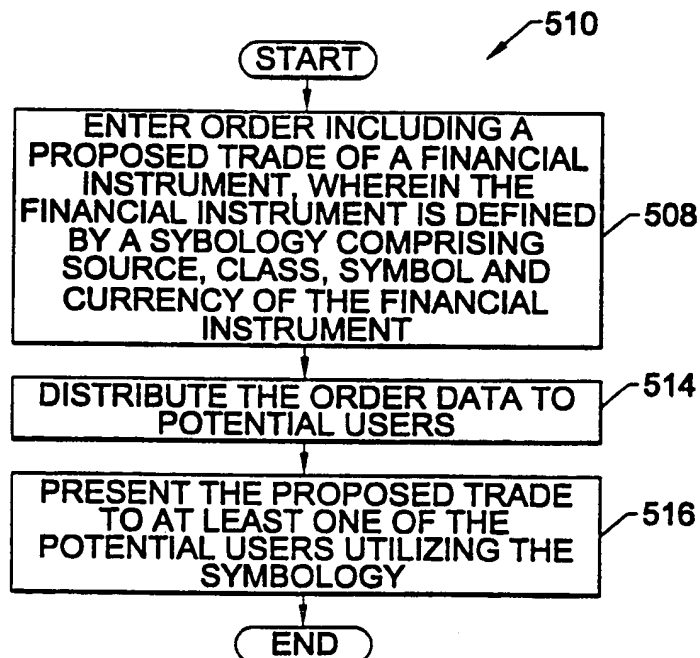 510
START
ENTER ORDER INCLUDING A
PROPOSED TRADE OF A FINANCIAL
INSTRUMENT, WHEREIN THE
FINANCIAL INSTRUMENT IS DEFINED
BY A SYBOLOGY COMPRISING
SOURCE, CLASS, SYMBOL AND
CURRENCY OF THE FINANCIAL
INSTRUMENT
508
DISTRIBUTE THE ORDER DATA TO
POTENTIAL USERS
514
PRESENT THE PROPOSED TRADE
TO AT LEAST ONE OF THE
POTENTIAL USERS UTILIZING THE
SYMBOLOGY
516
END